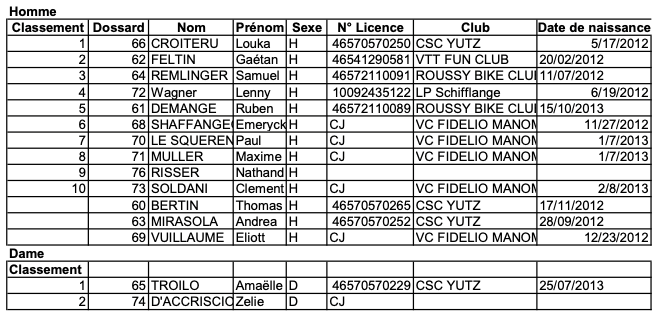 Homme
Classement Dossard Nom Prénom Sexe N° Licence Club Date de naissance
1 66 CROITERU Louka H 46570570250 CSC YUTZ 5/17/2012
2 62 FELTIN Gaétan H 46541290581 VTT FUN CLUB 20/02/2012
3 64 REMLINGER Samuel H 46572110091 ROUSSY BIKE CLU 11/07/2012
4 72 Wagner Lenny H 10092435122 LP Schifflange 6/19/2012
5 61 DEMANGE Ruben H 46572110089 ROUSSY BIKE CLU 15/10/2013
6 68 SHAFFANGE Emeryck H CJ VC FIDELIO MANOM 11/27/2012
7 70 LE SQUEREN Paul H CJ VC FIDELIO MANOM 1/7/2013
8 71 MULLER Maxime H CJ VC FIDELIO MANOM 1/7/2013
9 76 RISSER Nathand H
10 73 SOLDANI Clement H CJ VC FIDELIO MANOM 2/8/2013
60 BERTIN Thomas H 46570570265 CSC YUTZ 17/11/2012
63 MIRASOLA Andrea H 46570570252 CSC YUTZ 28/09/2012
69 VUILLAUME Eliott H CJ VC FIDELIO MANOM 12/23/2012
Dame
Classement
1 65 TROILO Amaëlle D 46570570229 CSC YUTZ 25/07/2013
2 74 D'ACCRISCIO Zelie D CJ